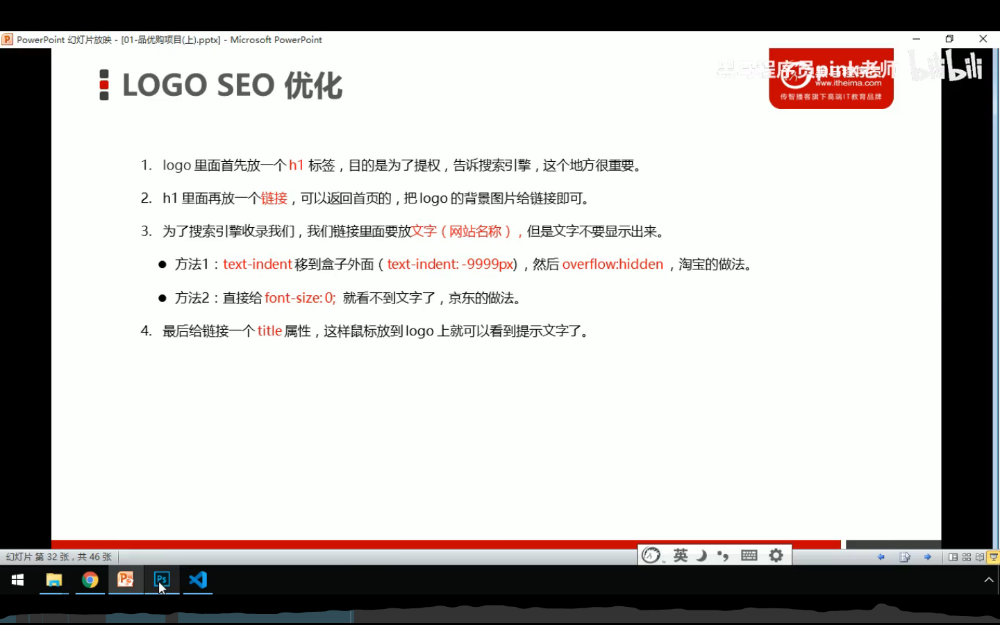 PowerPoint 幻灯片放映 - [01-品优购项目(上).pptx] - Microsoft PowerPoint
LOGO SEO 优化
黑马程序员pink老师
bilibili
www.itheima.com
传智播客旗下高端IT教育品牌
1. logo 里面首先放一个 h1 标签，目的是为了提权，告诉搜索引擎，这个地方很重要。
2. h1 里面再放一个链接，可以返回首页的，把 logo 的背景图片给链接即可。
3. 为了搜索引擎收录我们，我们链接里面要放文字（网站名称），但是文字不要显示出来。
● 方法1：text-indent 移到盒子外面（ text-indent: -9999px)，然后 overflow:hidden ，淘宝的做法。
● 方法2：直接给 font-size: 0; 就看不到文字了，京东的做法。
4. 最后给链接一个 title 属性，这样鼠标放到 logo 上就可以看到提示文字了。
幻灯片 第 32 张，共 46 张
英
Ps